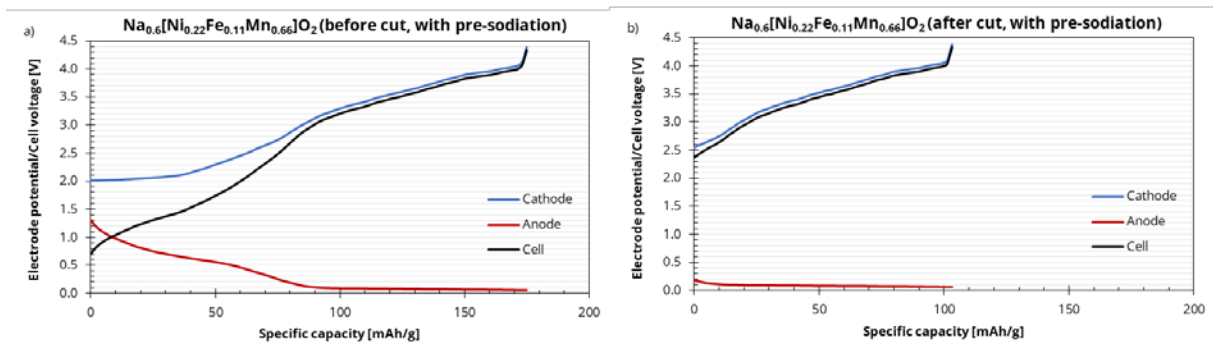 a)
Na₀.₆[Ni₀.₂₂Fe₀.₁₁Mn₀.₆₆]O₂ (before cut, with pre-sodiation)
Electrode potential/Cell voltage [V]
4.5
4.0
3.5
3.0
2.5
2.0
1.5
1.0
0.5
0.0
Cathode
Anode
Cell
0 50 100 150 200
Specific capacity [mAh/g]
b)
Na₀.₆[Ni₀.₂₂Fe₀.₁₁Mn₀.₆₆]O₂ (after cut, with pre-sodiation)
Electrode potential/Cell voltage [V]
4.5
4.0
3.5
3.0
2.5
2.0
1.5
1.0
0.5
0.0
Cathode
Anode
Cell
0 50 100 150 200
Specific capacity [mAh/g]